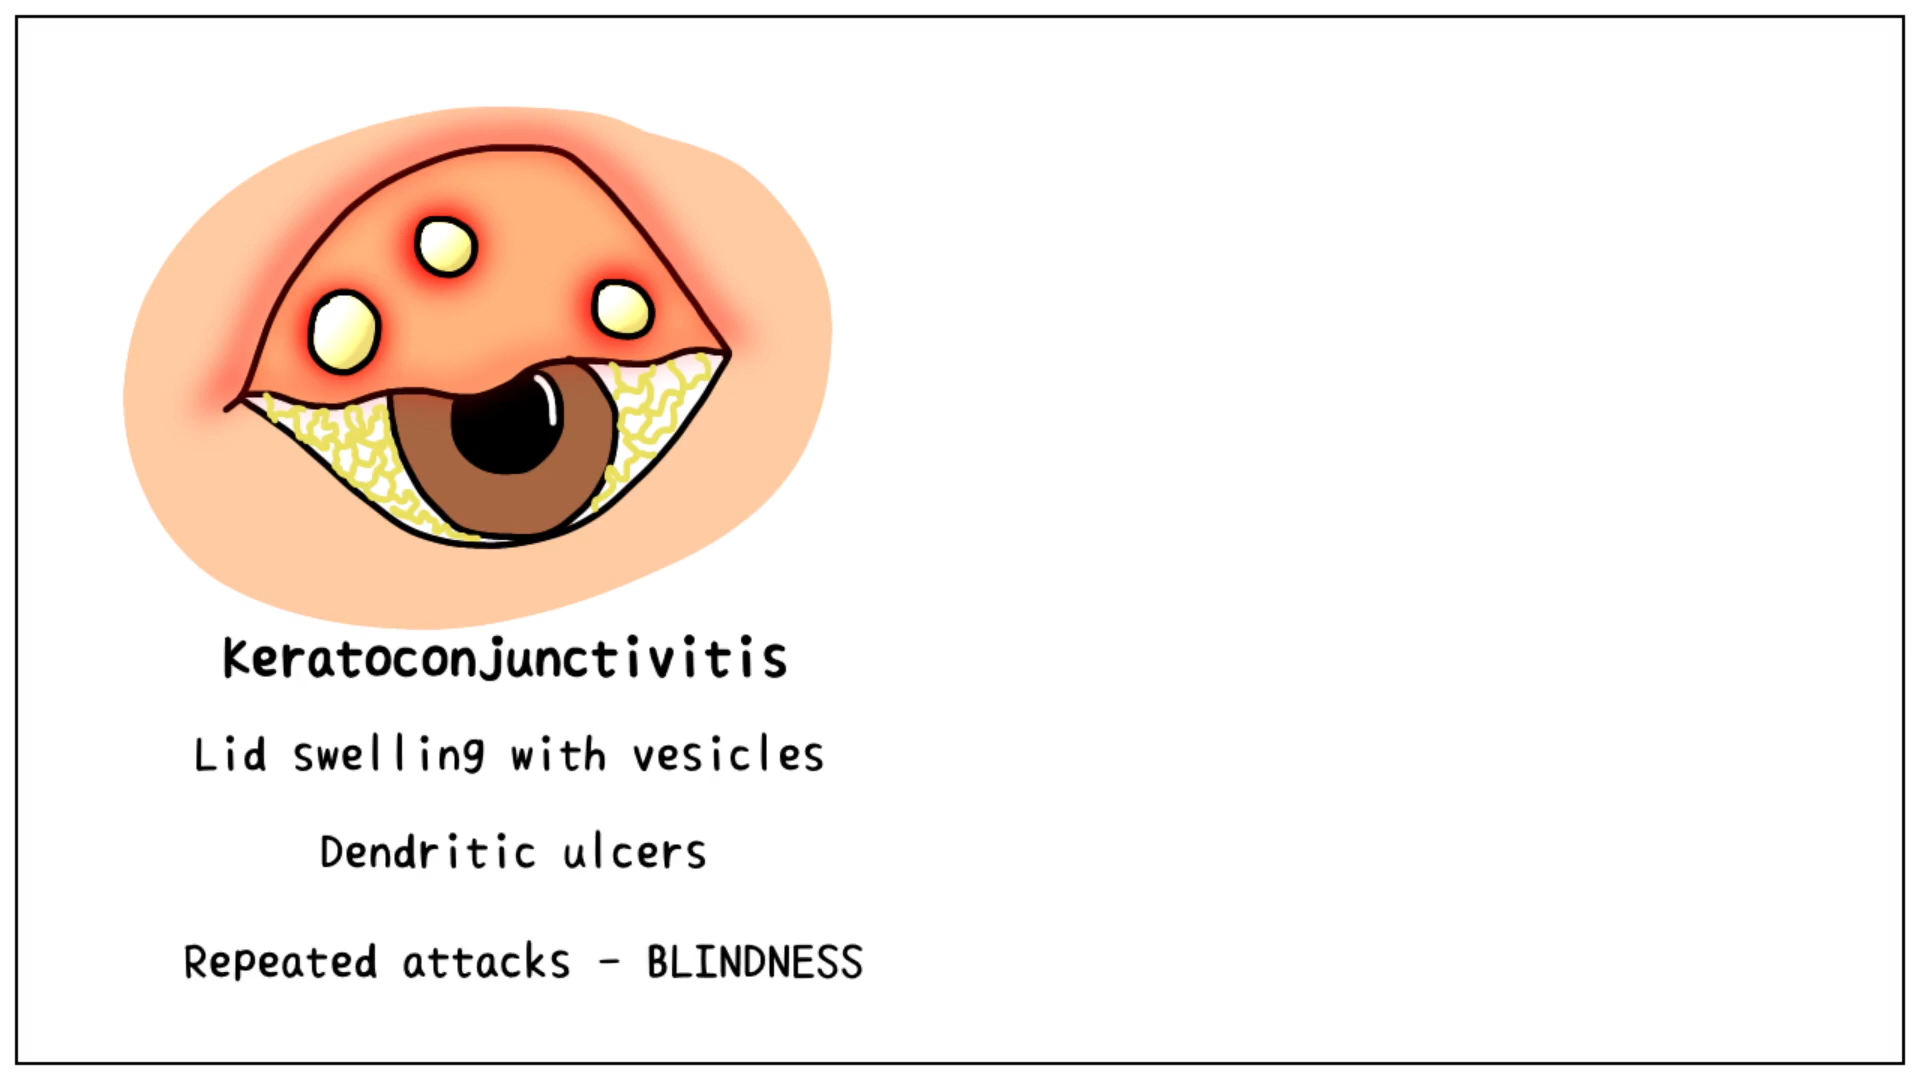 Keratoconjunctivitis
Lid swelling with vesicles
Dendritic ulcers
Repeated attacks - BLINDNESS